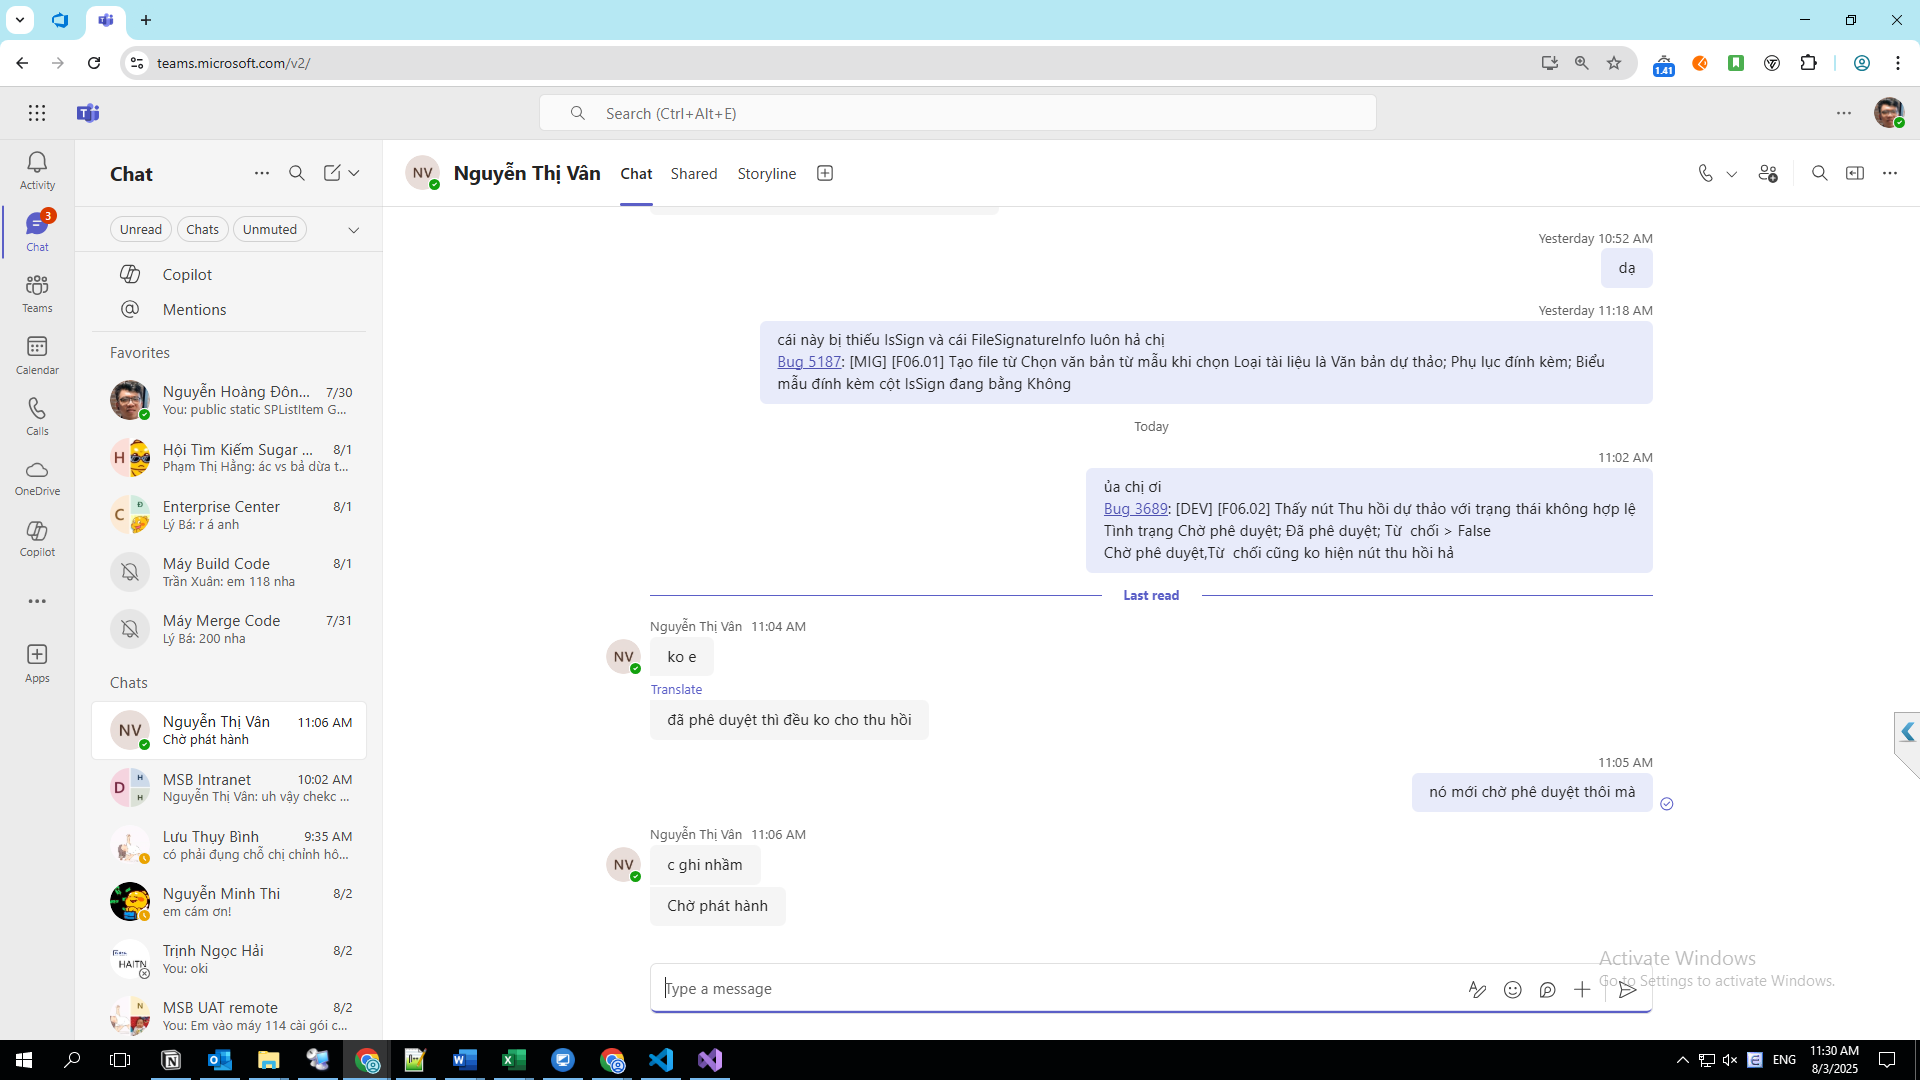 teams.microsoft.com/v2/
1.41
Search (Ctrl+Alt+E)
Activity
3
Chat
Teams
Calendar
Calls
OneDrive
Copilot
Apps
Chat
Unread
Chats
Unmuted
Copilot
Mentions
Favorites
Nguyễn Hoàng Đôn... 7/30
You: public static SPListItem G...
H
Hội Tìm Kiếm Sugar ... 8/1
Phạm Thị Hằng: ác vs bả dừa t...
C Đ
Enterprise Center 8/1
Lý Bá: r á anh
Máy Build Code 8/1
Trần Xuân: em 118 nha
Máy Merge Code 7/31
Lý Bá: 200 nha
Chats
NV
Nguyễn Thị Vân 11:06 AM
Chờ phát hành
D H H
MSB Intranet 10:02 AM
Nguyễn Thị Vân: uh vậy chekc ...
Lưu Thụy Bình 9:35 AM
có phải đụng chỗ chị chỉnh hô...
Nguyễn Minh Thi 8/2
em cám ơn!
HAITN
Trịnh Ngọc Hải 8/2
You: oki
N
MSB UAT remote 8/2
You: Em vào máy 114 cài gói c...
NV
Nguyễn Thị Vân
Chat
Shared
Storyline
Yesterday 10:52 AM
dạ
Yesterday 11:18 AM
cái này bị thiếu IsSign và cái FileSignatureInfo luôn hả chị
Bug 5187: [MIG] [F06.01] Tạo file từ Chọn văn bản từ mẫu khi chọn Loại tài liệu là Văn bản dự thảo; Phụ lục đính kèm; Biểu
mẫu đính kèm cột IsSign đang bằng Không
Today
11:02 AM
ủa chị ơi
Bug 3689: [DEV] [F06.02] Thấy nút Thu hồi dự thảo với trạng thái không hợp lệ
Tình trạng Chờ phê duyệt; Đã phê duyệt; Từ  chối > False
Chờ phê duyệt,Từ  chối cũng ko hiện nút thu hồi hả
Last read
Nguyễn Thị Vân 11:04 AM
NV
ko e
Translate
đã phê duyệt thì đều ko cho thu hồi
11:05 AM
nó mới chờ phê duyệt thôi mà
Nguyễn Thị Vân 11:06 AM
NV
c ghi nhầm
Chờ phát hành
Type a message
Activate Windows
Go to Settings to activate Windows.
ENG
11:30 AM
8/3/2025